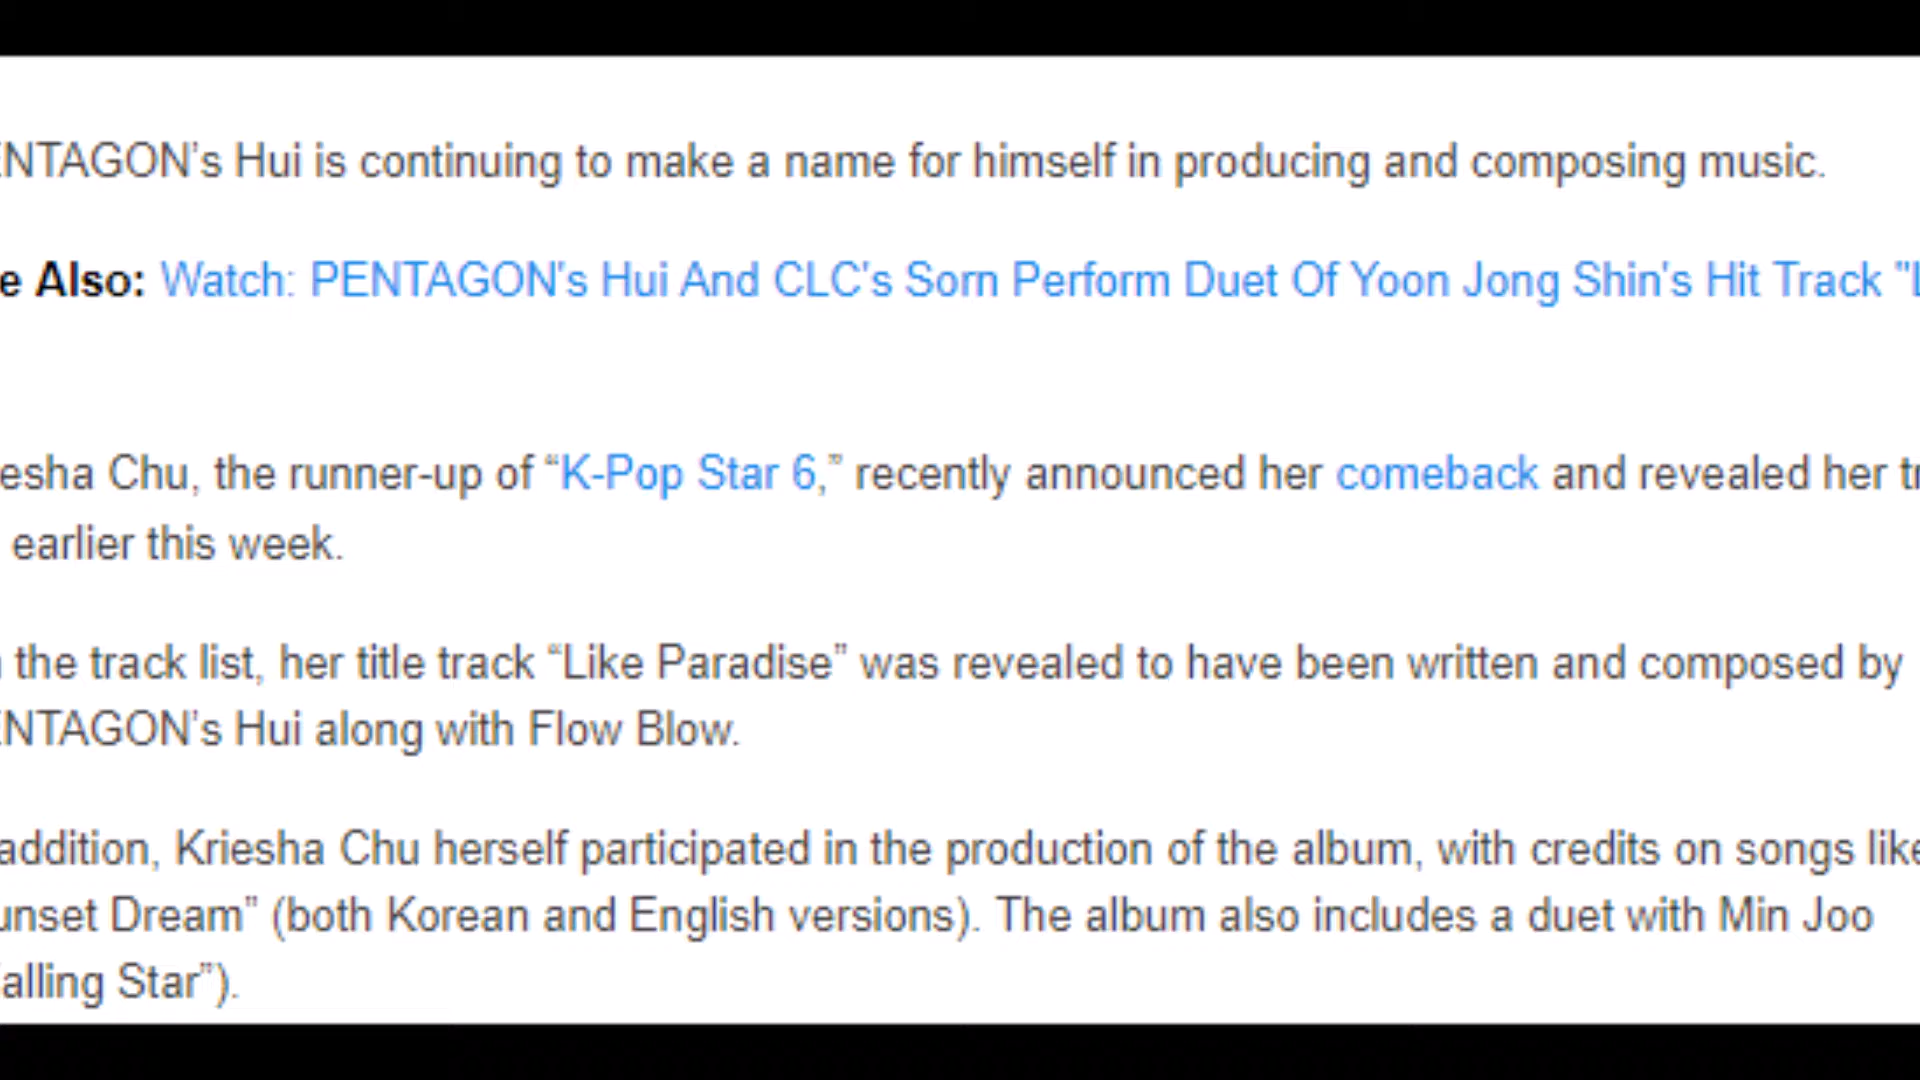 ENTAGON's Hui is continuing to make a name for himself in producing and composing music.
e Also: Watch: PENTAGON's Hui And CLC's Sorn Perform Duet Of Yoon Jong Shin's Hit Track "L
esha Chu, the runner-up of “K-Pop Star 6,” recently announced her comeback and revealed her tr
earlier this week.
the track list, her title track “Like Paradise” was revealed to have been written and composed by
ENTAGON's Hui along with Flow Blow.
addition, Kriesha Chu herself participated in the production of the album, with credits on songs like
unset Dream” (both Korean and English versions). The album also includes a duet with Min Joo
alling Star”).